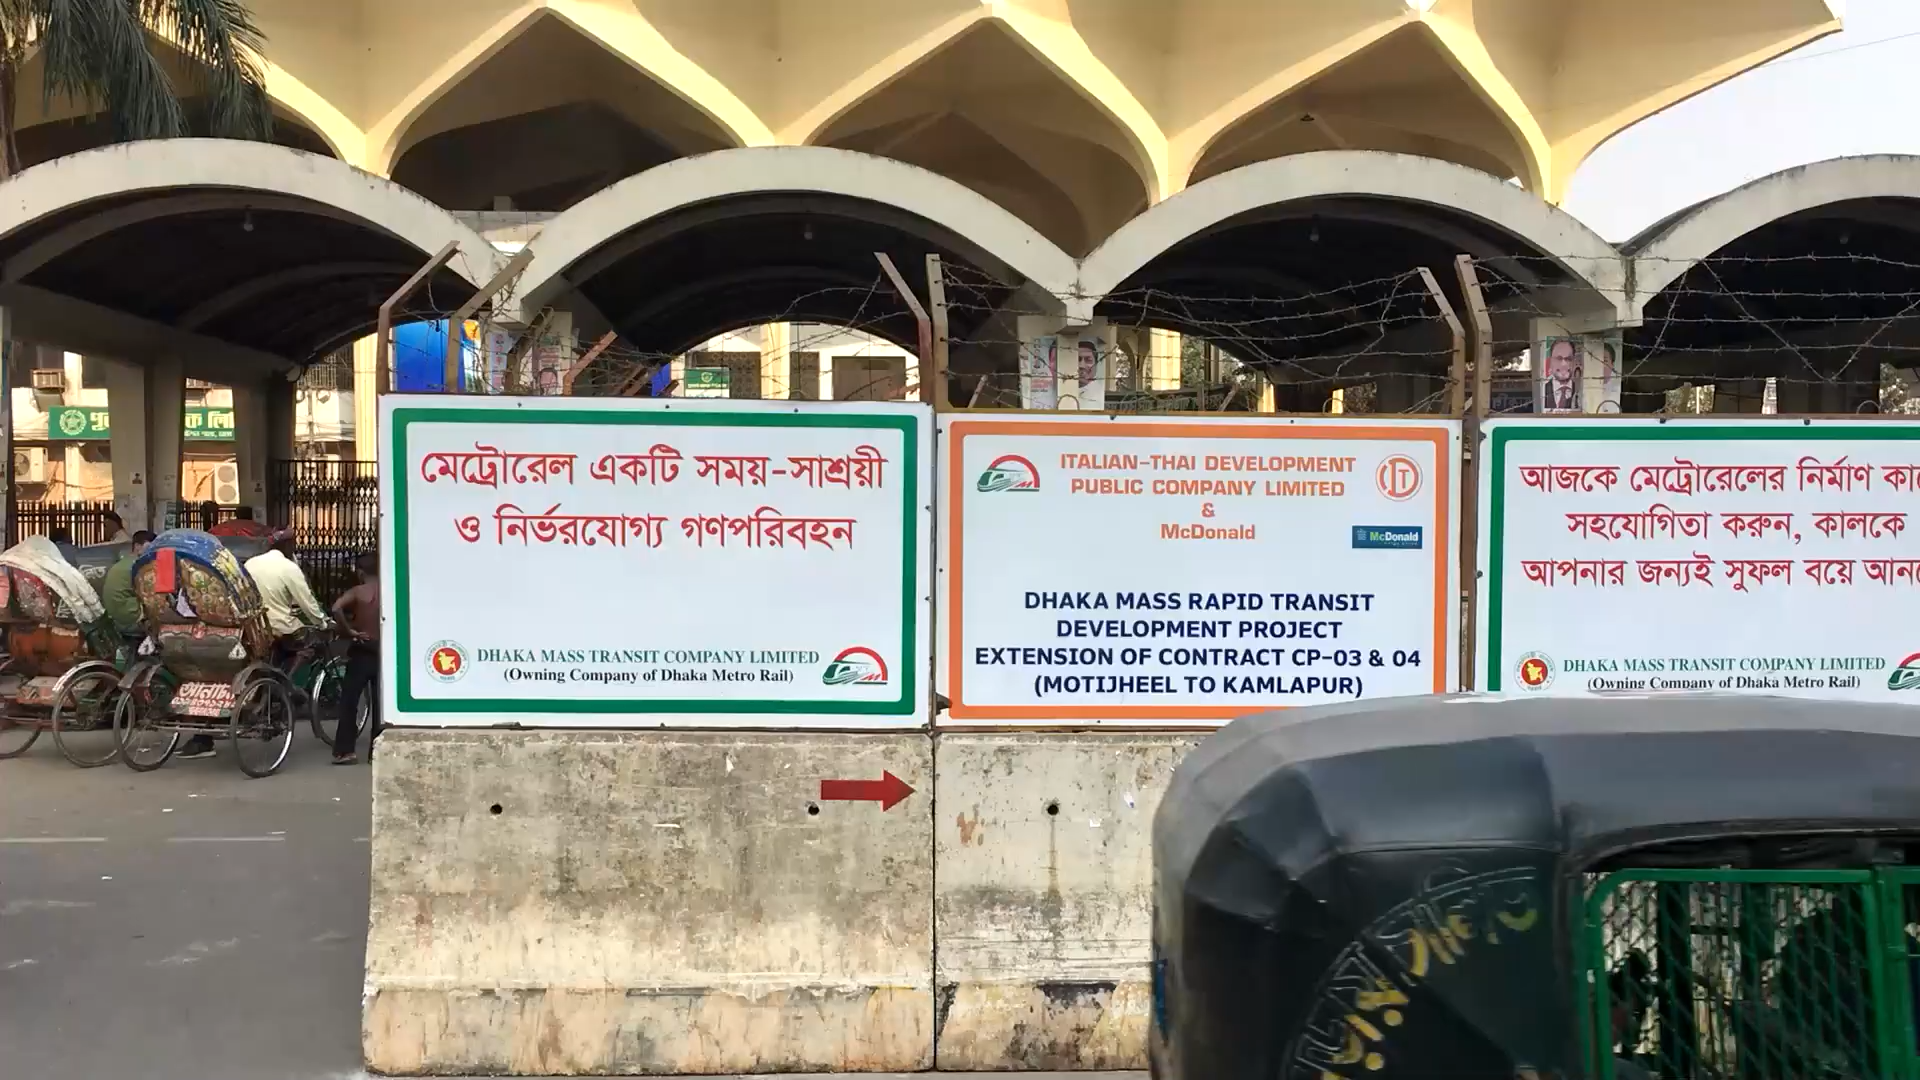 মেট্রোরেল একটি সময়-সাশ্রয়ী
ও নির্ভরযোগ্য গণপরিবহন
DHAKA MASS TRANSIT COMPANY LIMITED
(Owning Company of Dhaka Metro Rail)
ITALIAN-THAI DEVELOPMENT
PUBLIC COMPANY LIMITED
&
McDonald
McDonald
DHAKA MASS RAPID TRANSIT
DEVELOPMENT PROJECT
EXTENSION OF CONTRACT CP-03 & 04
(MOTIJHEEL TO KAMLAPUR)
আজকে মেট্রোরেলের নির্মাণ
সহযোগিতা করুন, কালকে
আপনার জন্যই সুফল বয়ে
DHAKA MASS TRANSIT COMPANY LIMITED
(Owning Company of Dhaka Metro Rail)